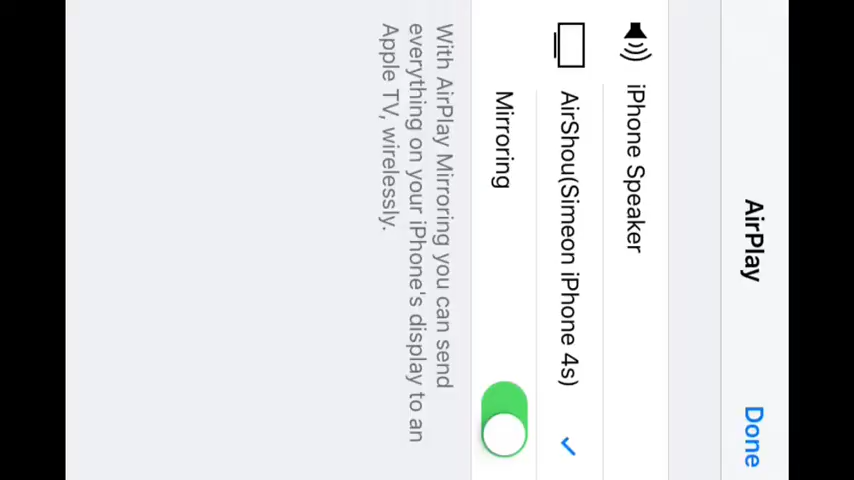 AirPlay
Done
iPhone Speaker
AirShou(Simeon iPhone 4s)
Mirroring
With AirPlay Mirroring you can send
everything on your iPhone's display to an
Apple TV, wirelessly.